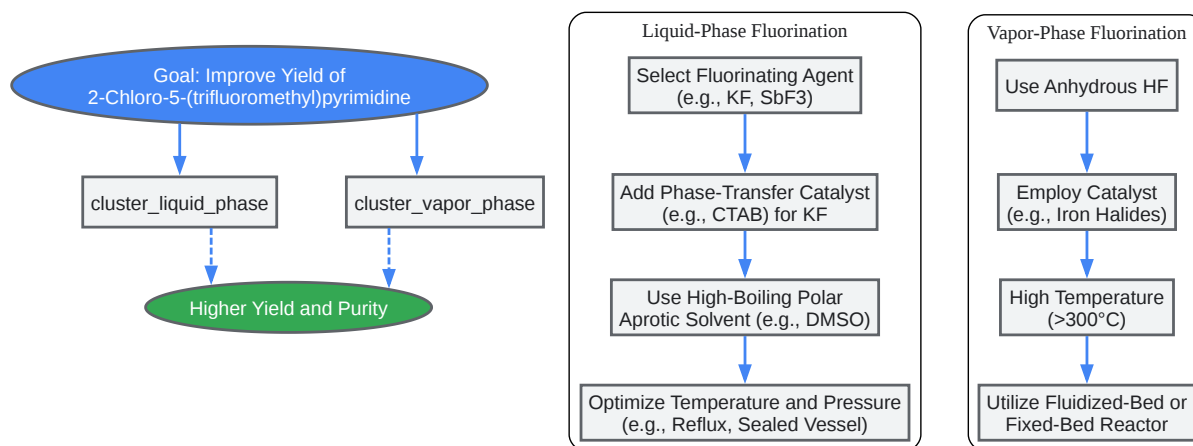 Goal: Improve Yield of
2-Chloro-5-(trifluoromethyl)pyrimidine
cluster_liquid_phase
cluster_vapor_phase
Higher Yield and Purity
Liquid-Phase Fluorination
Select Fluorinating Agent
(e.g., KF, SbF3)
Add Phase-Transfer Catalyst
(e.g., CTAB) for KF
Use High-Boiling Polar
Aprotic Solvent (e.g., DMSO)
Optimize Temperature and Pressure
(e.g., Reflux, Sealed Vessel)
Vapor-Phase Fluorination
Use Anhydrous HF
Employ Catalyst
(e.g., Iron Halides)
High Temperature
(>300°C)
Utilize Fluidized-Bed or
Fixed-Bed Reactor